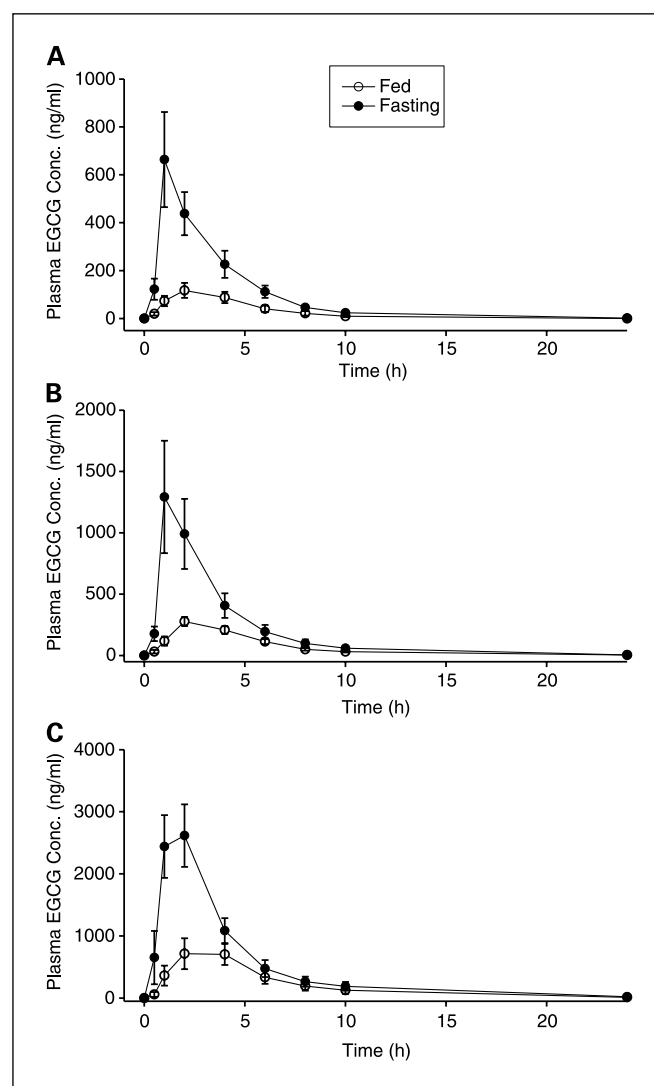 A
Plasma EGCG Conc. (ng/ml)
1000
800
600
400
200
0
Fed
Fasting
0 5 10 15 20
Time (h)
B
Plasma EGCG Conc. (ng/ml)
2000
1500
1000
500
0
0 5 10 15 20
Time (h)
C
Plasma EGCG Conc. (ng/ml)
4000
3000
2000
1000
0
0 5 10 15 20
Time (h)